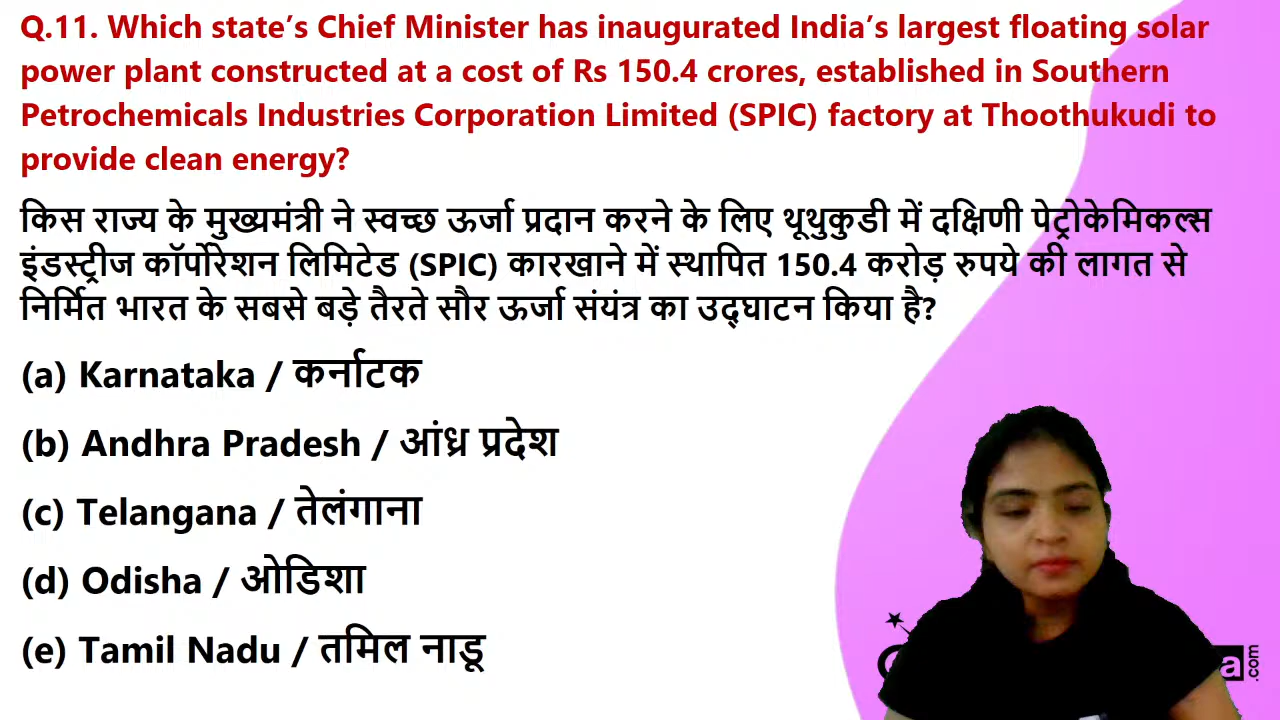 Q.11. Which state’s Chief Minister has inaugurated India’s largest floating solar
power plant constructed at a cost of Rs 150.4 crores, established in Southern
Petrochemicals Industries Corporation Limited (SPIC) factory at Thoothukudi to
provide clean energy?
किस राज्य के मुख्यमंत्री ने स्वच्छ ऊर्जा प्रदान करने के लिए थूथुकुडी में दक्षिणी पेट्रोकेमिकल्स
इंडस्ट्रीज कॉर्पोरेशन लिमिटेड (SPIC) कारखाने में स्थापित 150.4 करोड़ रुपये की लागत से
निर्मित भारत के सबसे बड़े तैरते सौर ऊर्जा संयंत्र का उद्घाटन किया है?
(a) Karnataka / कर्नाटक
(b) Andhra Pradesh / आंध्र प्रदेश
(c) Telangana / तेलंगाना
(d) Odisha / ओडिशा
(e) Tamil Nadu / तमिल नाडू
a .com